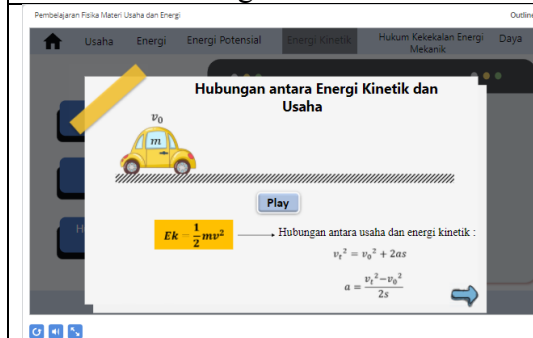 Pembelajaran Fisika Materi Usaha dan Energi
Outline
Usaha Energi Energi Potensial Energi Kinetik Hukum Kekekalan Energi Mekanik Daya
Hubungan antara Energi Kinetik dan
Usaha
v₀
m
Play
Ek = 1/2 mv²
Hubungan antara usaha dan energi kinetik :
vₜ² = v₀² + 2as
a = (vₜ² − v₀²) / 2s
H